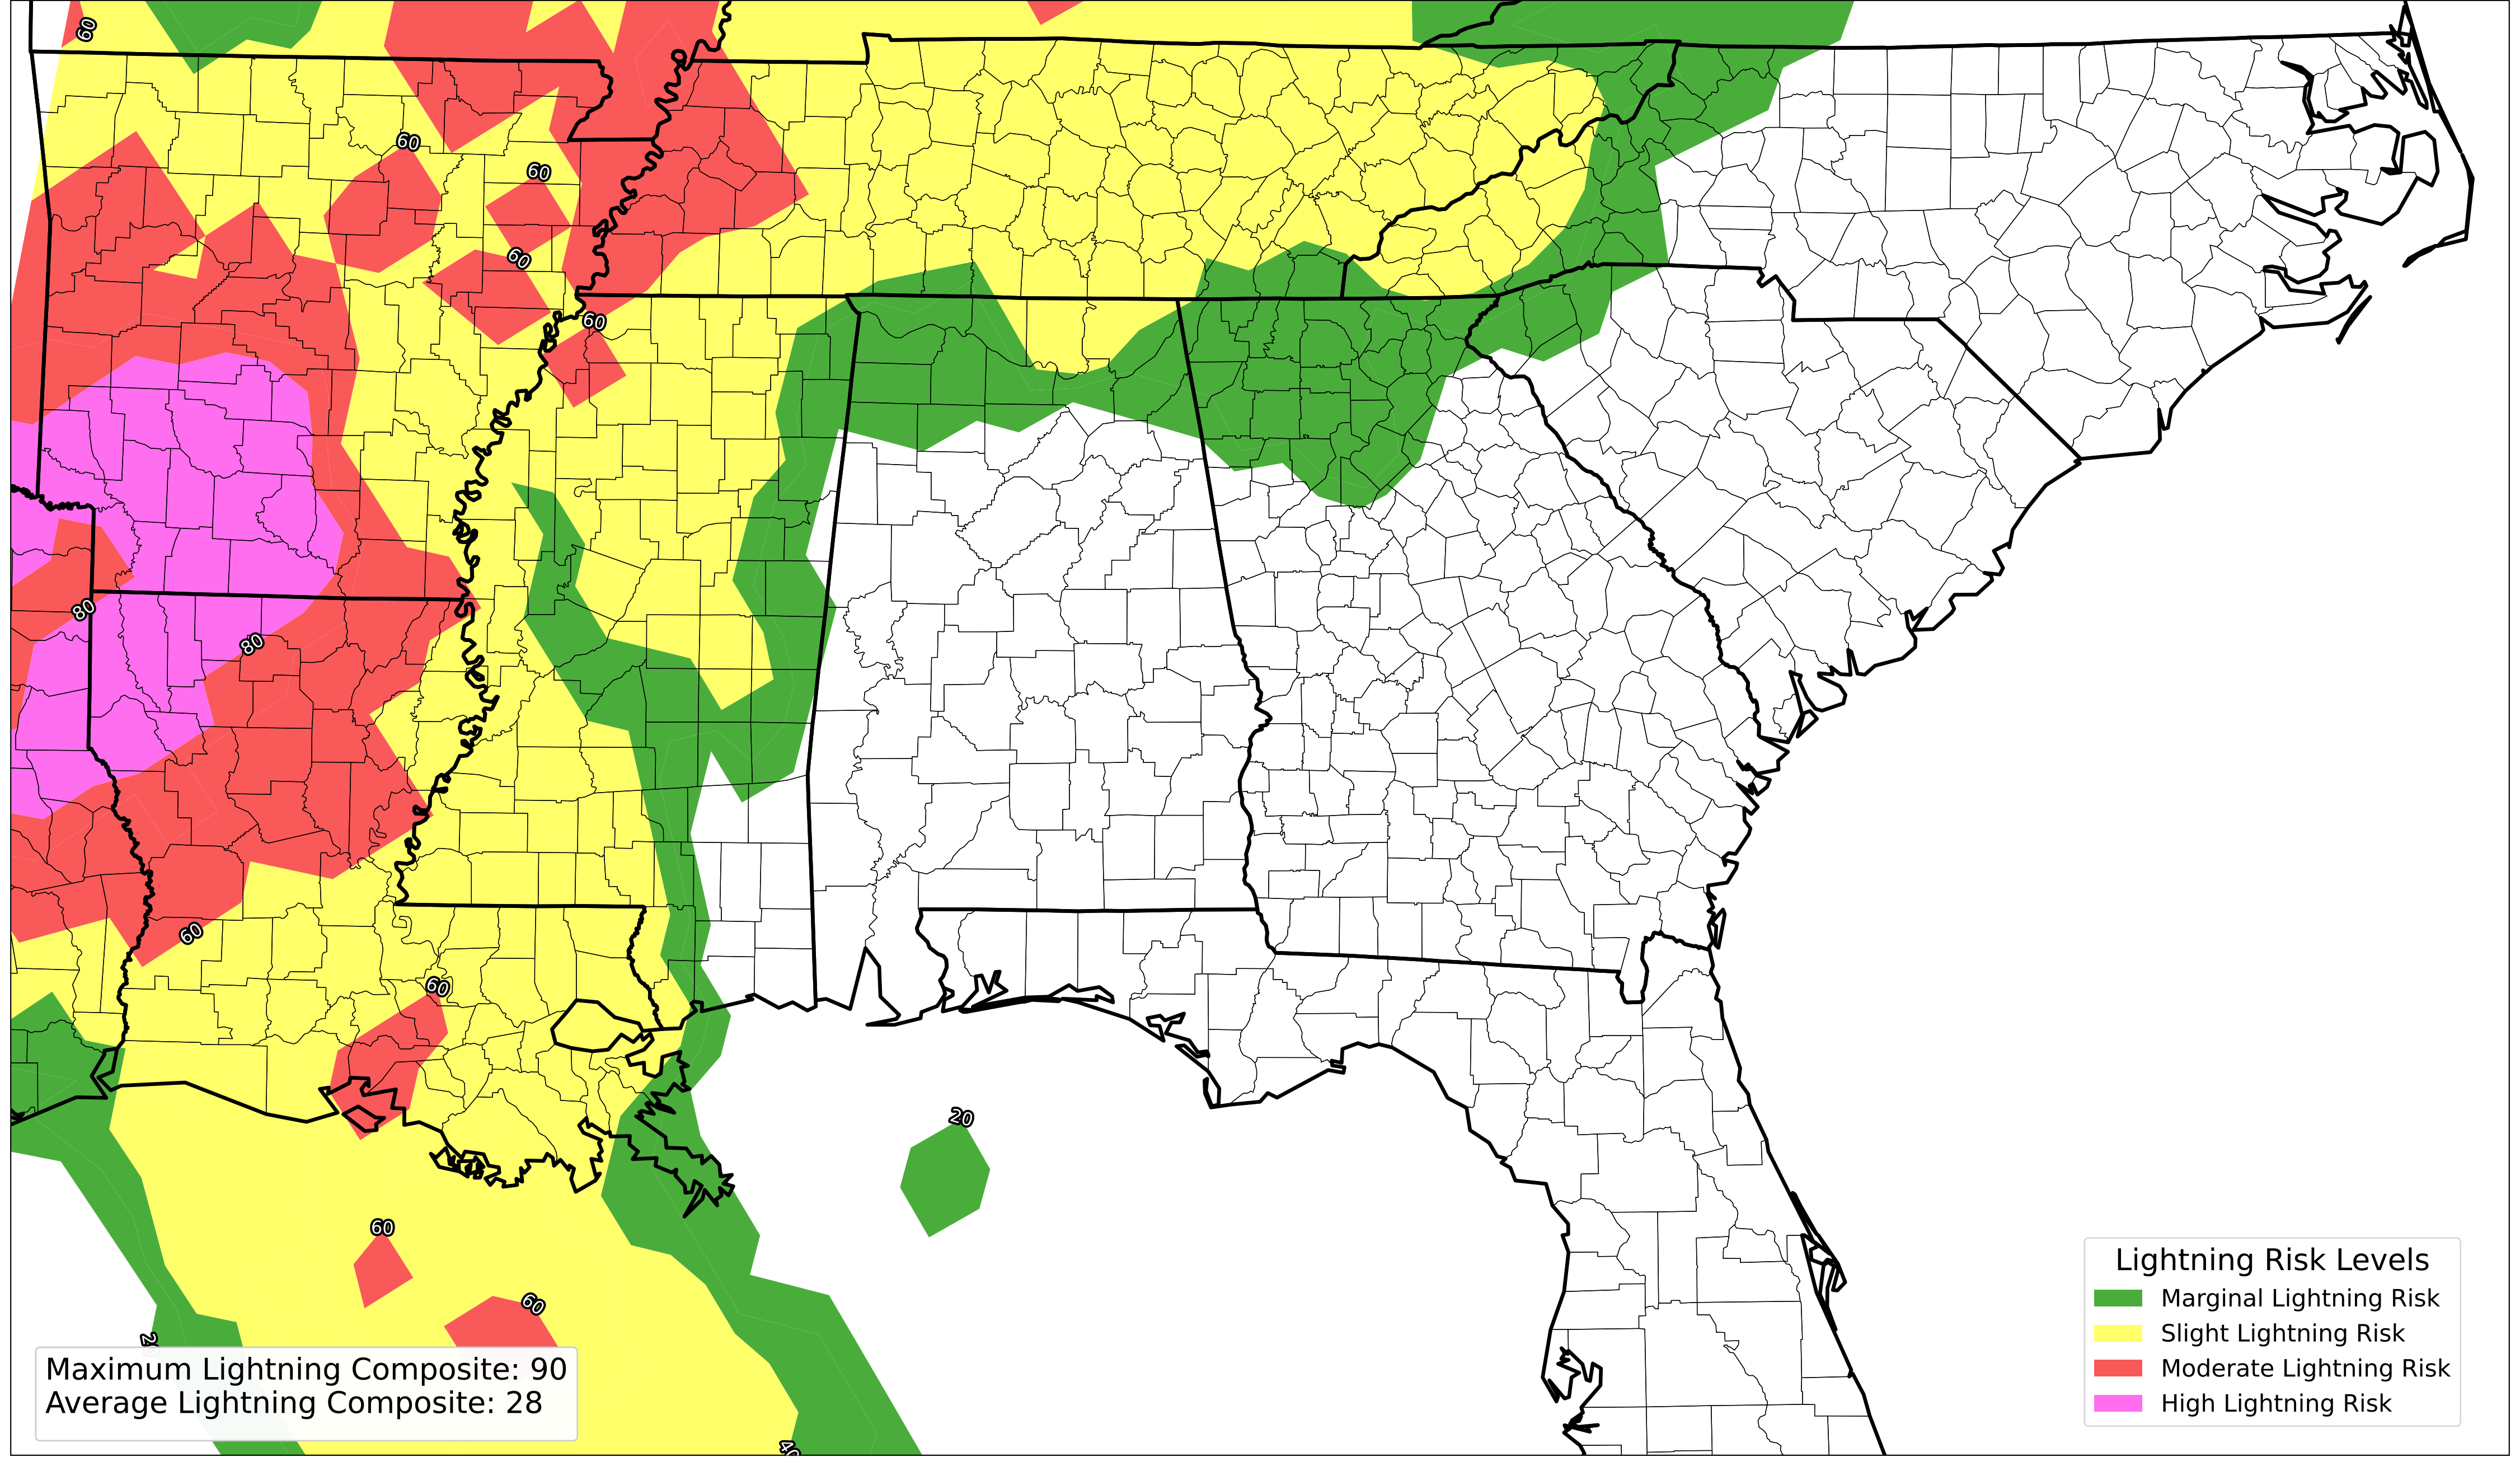 60
60
60
60
60
80
80
60
60
20
60
60
Lightning Risk Levels
Marginal Lightning Risk
Slight Lightning Risk
Moderate Lightning Risk
High Lightning Risk
Maximum Lightning Composite: 90
Average Lightning Composite: 28